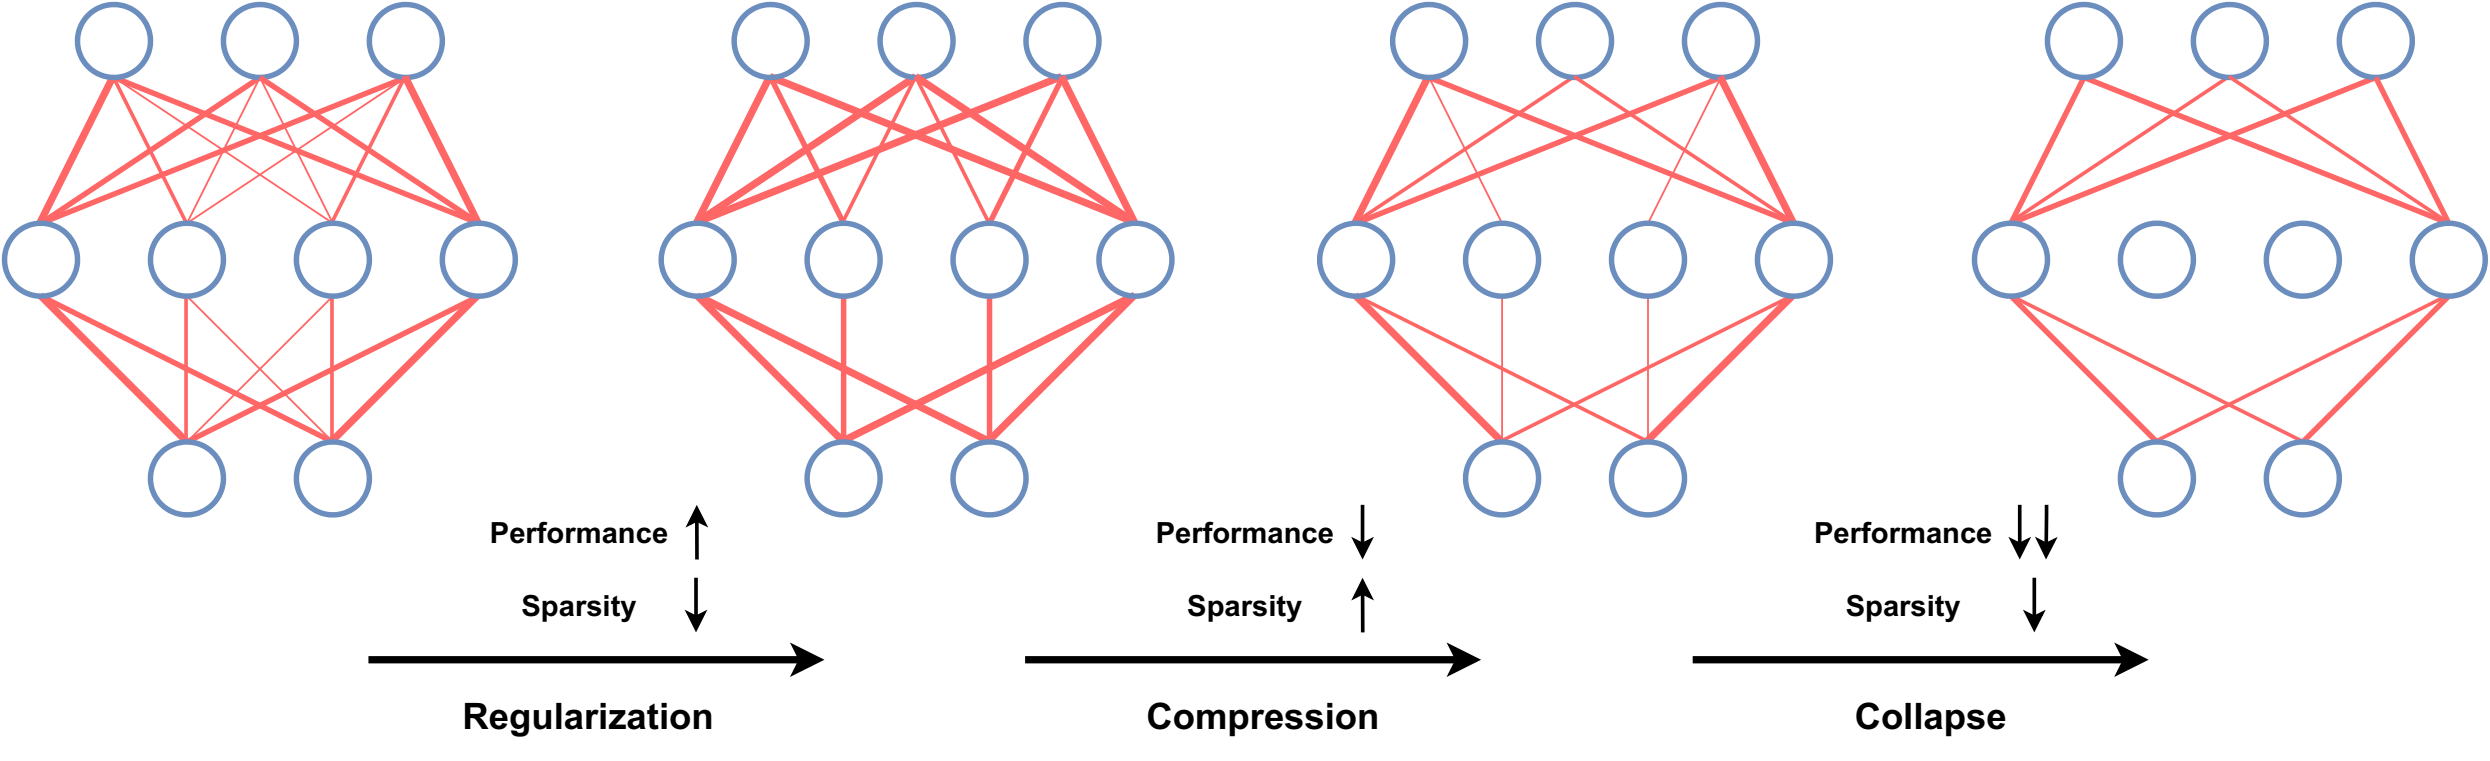 Performance
Sparsity
Regularization
Performance
Sparsity
Compression
Performance
Sparsity
Collapse